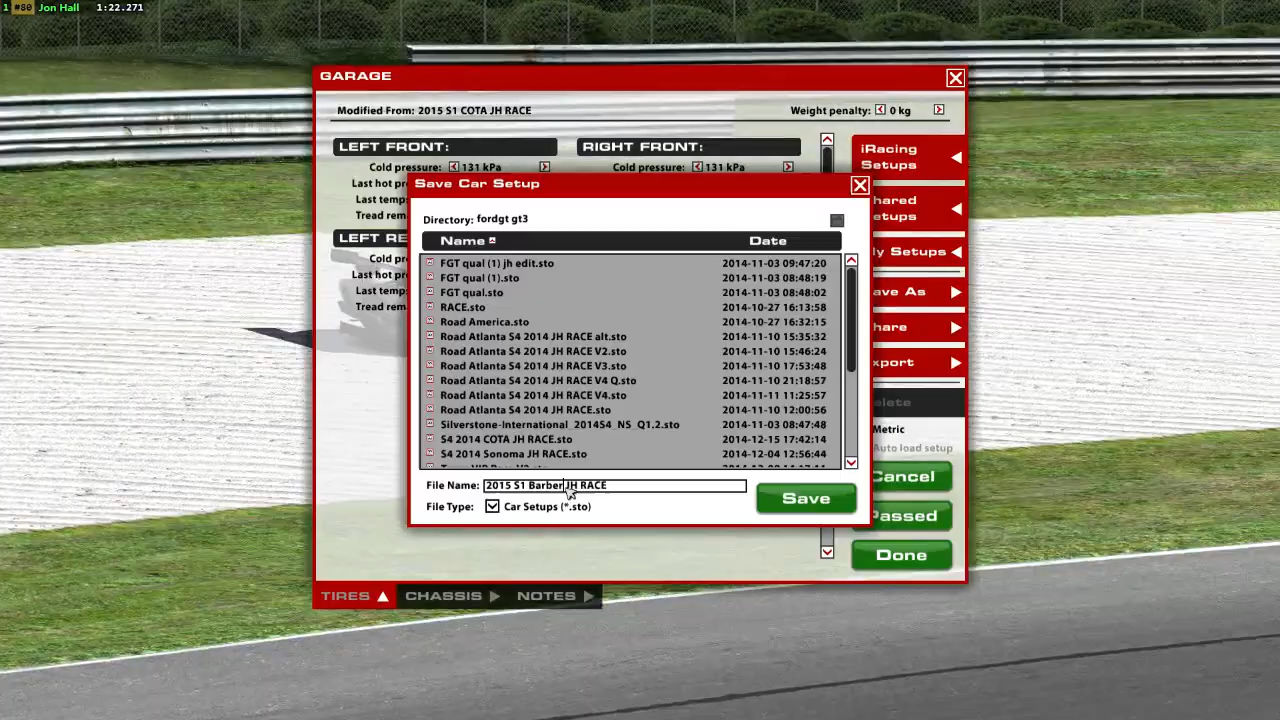 1 #80 Jon Hall 1:22.271
GARAGE
Modified From: 2015 S1 COTA JH RACE
Weight penalty: 0 kg
LEFT FRONT:
RIGHT FRONT:
Cold pressure: 131 kPa
Cold pressure: 131 kPa
Last hot pr
Last temps
Tread rem
LEFT RE
Cold pr
Last hot pr
Last temp
Tread rem
Save Car Setup
Directory: fordgt gt3
Name Date
FGT qual (1) jh edit.sto 2014-11-03 09:47:20
FGT qual (1).sto 2014-11-03 08:48:19
FGT qual.sto 2014-11-03 08:48:02
RACE.sto 2014-10-27 16:13:58
Road America.sto 2014-10-27 16:32:15
Road Atlanta S4 2014 JH RACE alt.sto 2014-11-10 15:35:32
Road Atlanta S4 2014 JH RACE V2.sto 2014-11-10 15:46:24
Road Atlanta S4 2014 JH RACE V3.sto 2014-11-10 17:53:48
Road Atlanta S4 2014 JH RACE V4 Q.sto 2014-11-10 21:18:57
Road Atlanta S4 2014 JH RACE V4.sto 2014-11-11 11:25:57
Road Atlanta S4 2014 JH RACE.sto 2014-11-10 12:00:56
Silverstone-International_2014S4_NS_Q1.2.sto 2014-11-03 08:47:48
S4 2014 COTA JH RACE.sto 2014-12-15 17:42:14
S4 2014 Sonoma JH RACE.sto 2014-12-04 12:56:44
File Name: 2015 S1 Barber JH RACE
File Type: Car Setups (*.sto)
Save
iRacing
Setups
hared
etups
ly Setups
ave As
hare
xport
elete
Metric
Auto load setup
Cancel
Passed
Done
TIRES CHASSIS NOTES